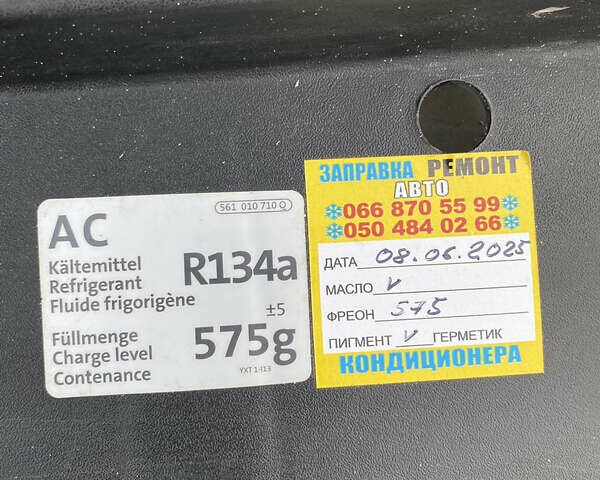 561 010 710 Q
AC
Kältemittel
Refrigerant
Fluide frigorigène
R134a
±5
Füllmenge
Charge level
Contenance
575g
YXT 1-I13
ЗАПРАВКА РЕМОНТ
АВТО
066 870 55 99
050 484 02 66
ДАТА 08.06.2025
МАСЛО V
ФРЕОН 575
ПИГМЕНТ V ГЕРМЕТИК
КОНДИЦИОНЕРА